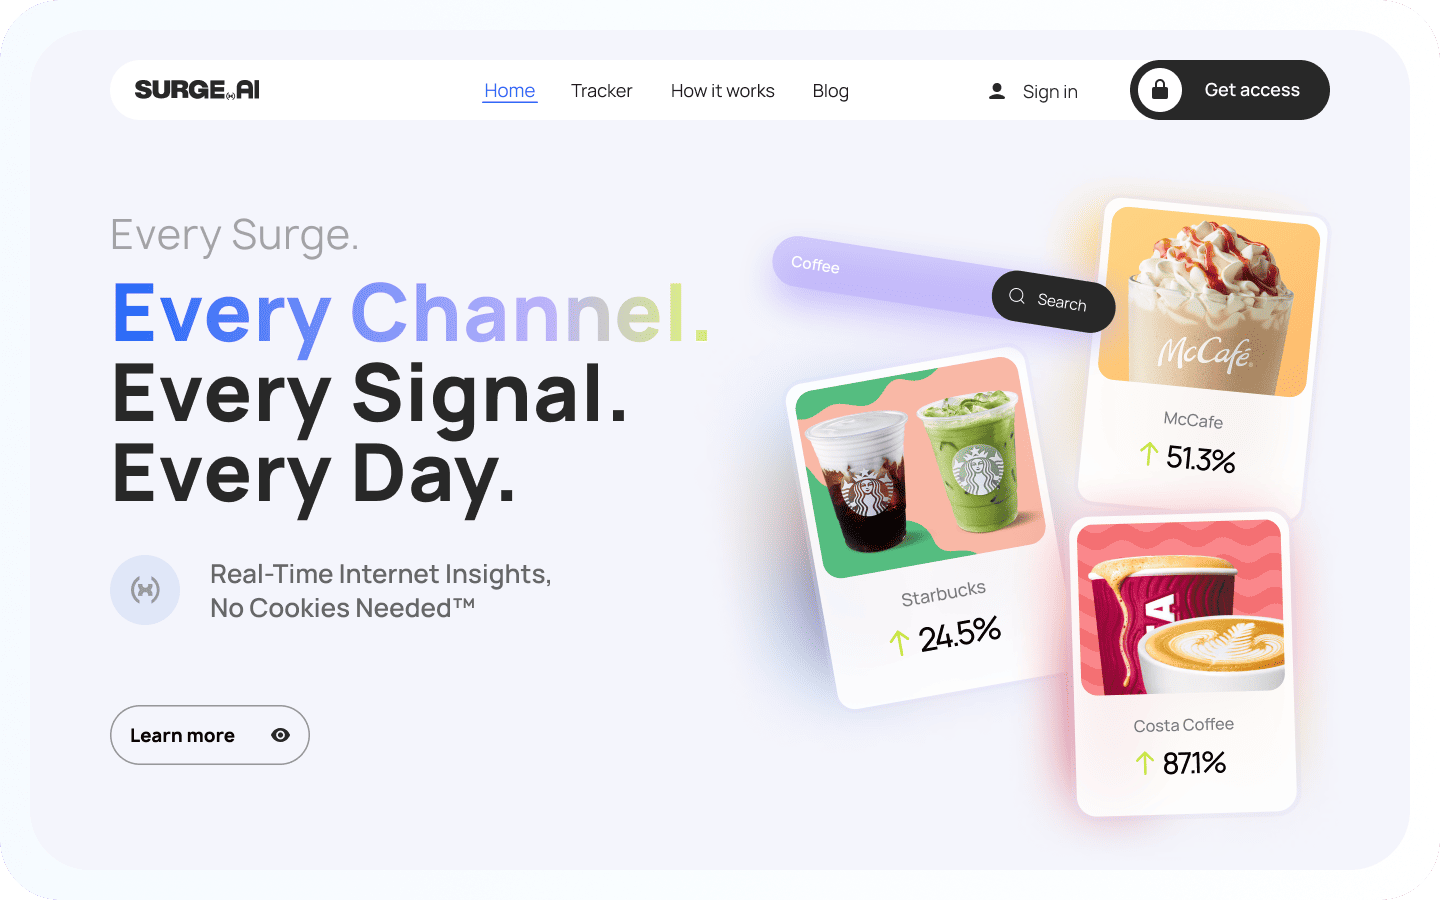 SURGE.AI
Home
Tracker
How it works
Blog
Sign in
Get access
Every Surge.
Every Channel.
Every Signal.
Every Day.
Real-Time Internet Insights,
No Cookies Needed™
Learn more
Coffee
Search
McCafé
McCafe
51.3%
Starbucks
24.5%
TA
Costa Coffee
87.1%